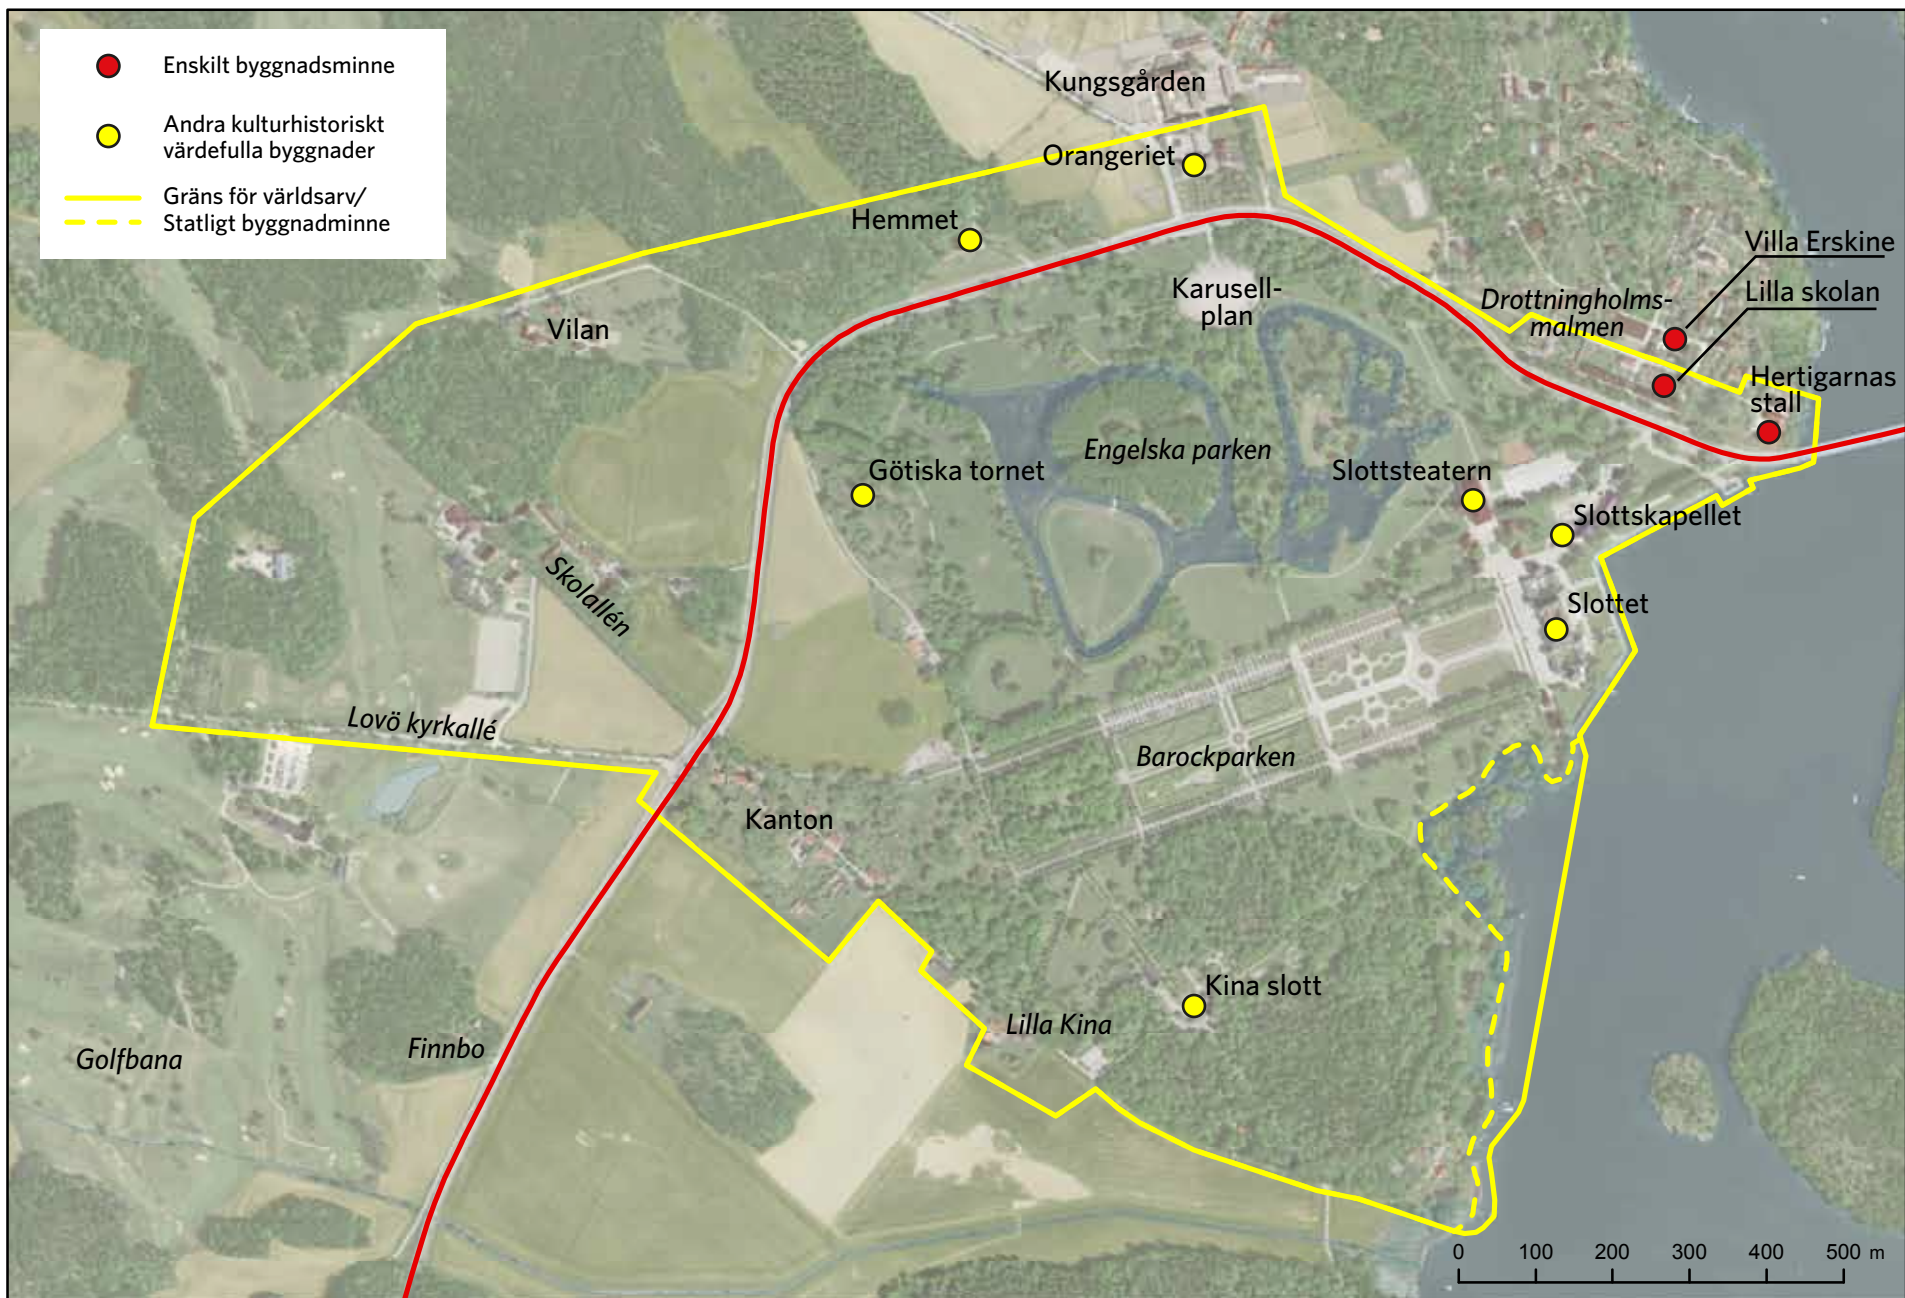 Enskilt byggnadsminne
Andra kulturhistoriskt
värdefulla byggnader
Gräns för världsarv/
Statligt byggnadminne
Kungsgården
Orangeriet
Hemmet
Villa Erskine
Lilla skolan
Karusell-
plan
Drottningholms-
malmen
Vilan
Hertigarnas
stall
Engelska parken
Götiska tornet
Slottsteatern
Slottskapellet
Skolallén
Slottet
Lovö kyrkallé
Barockparken
Kanton
Kina slott
Lilla Kina
Finnbo
Golfbana
0 100 200 300 400 500 m